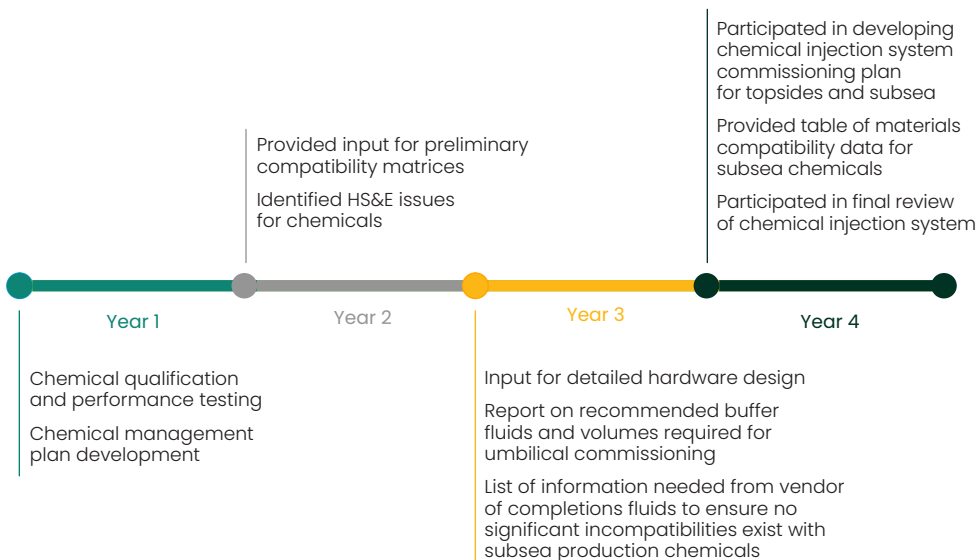 Participated in developing
chemical injection system
commissioning plan
for topsides and subsea
Provided table of materials
compatibility data for
subsea chemicals
Participated in final review
of chemical injection system
Provided input for preliminary
compatibility matrices
Identified HS&E issues
for chemicals
Year 1
Year 2
Year 3
Year 4
Chemical qualification
and performance testing
Chemical management
plan development
Input for detailed hardware design
Report on recommended buffer
fluids and volumes required for
umbilical commissioning
List of information needed from vendor
of completions fluids to ensure no
significant incompatibilities exist with
subsea production chemicals